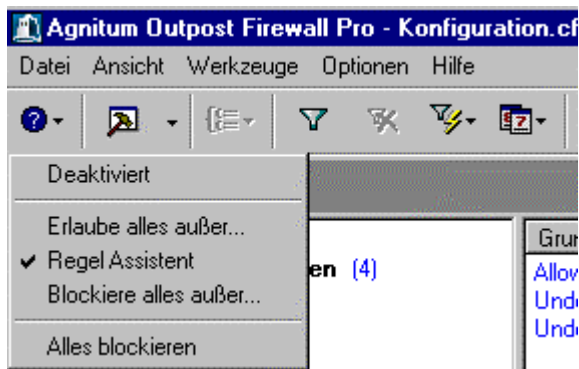 Agnitum Outpost Firewall Pro - Konfiguration.cf
Datei Ansicht Werkzeuge Optionen Hilfe
Deaktiviert
Erlaube alles außer...
Grun
Regel Assistent
en (4)
Allow
Blockiere alles außer...
Unde
Unde
Alles blockieren